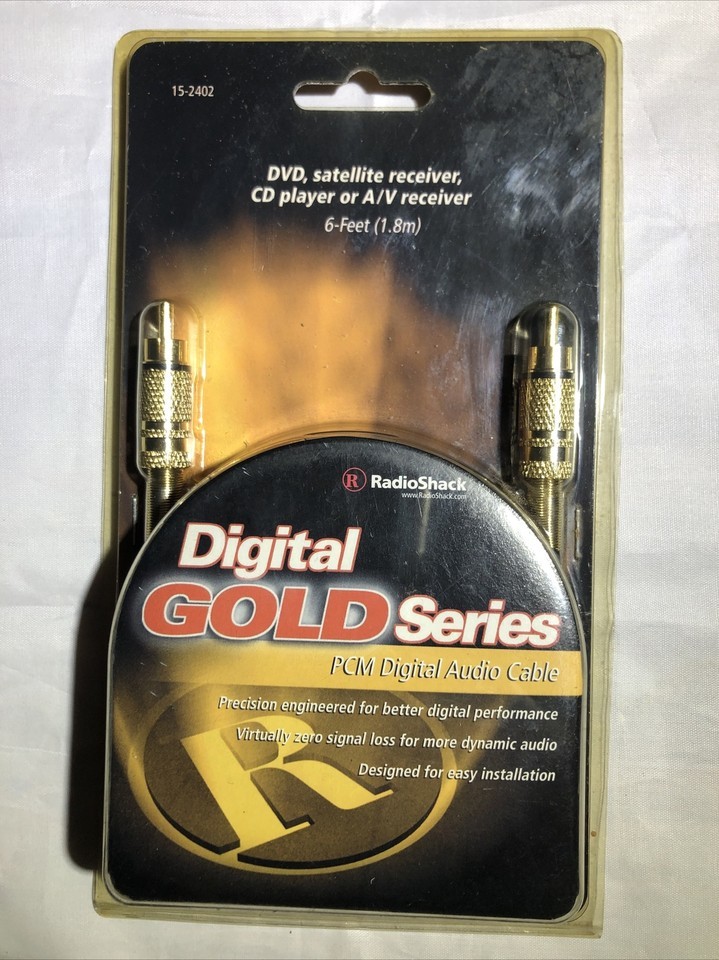 15-2402
DVD, satellite receiver,
CD player or A/V receiver
6-Feet (1.8m)
R RadioShack
www.RadioShack.com
Digital
GOLD Series
PCM Digital Audio Cable
Precision engineered for better digital performance
Virtually zero signal loss for more dynamic audio
Designed for easy installation
R